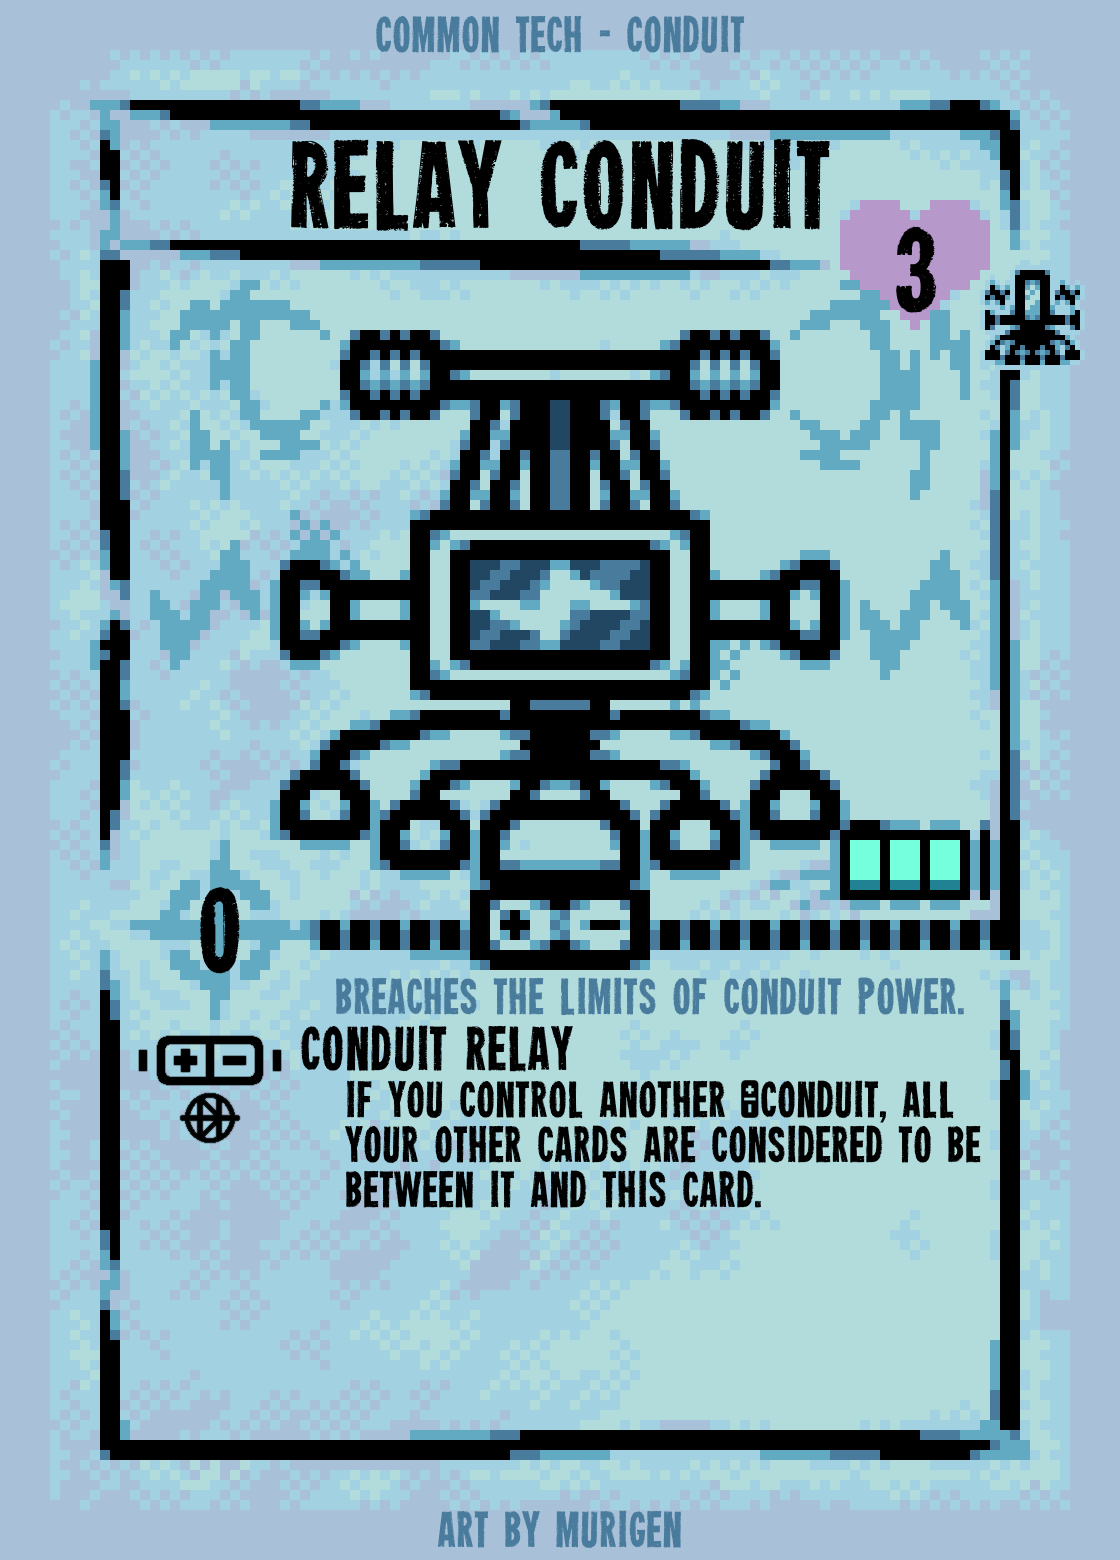 COMMON TECH - CONDUIT
RELAY CONDUIT
3
0
BREACHES THE LIMITS OF CONDUIT POWER.
CONDUIT RELAY
IF YOU CONTROL ANOTHER CONDUIT, ALL
YOUR OTHER CARDS ARE CONSIDERED TO BE
BETWEEN IT AND THIS CARD.
ART BY MURIGEN